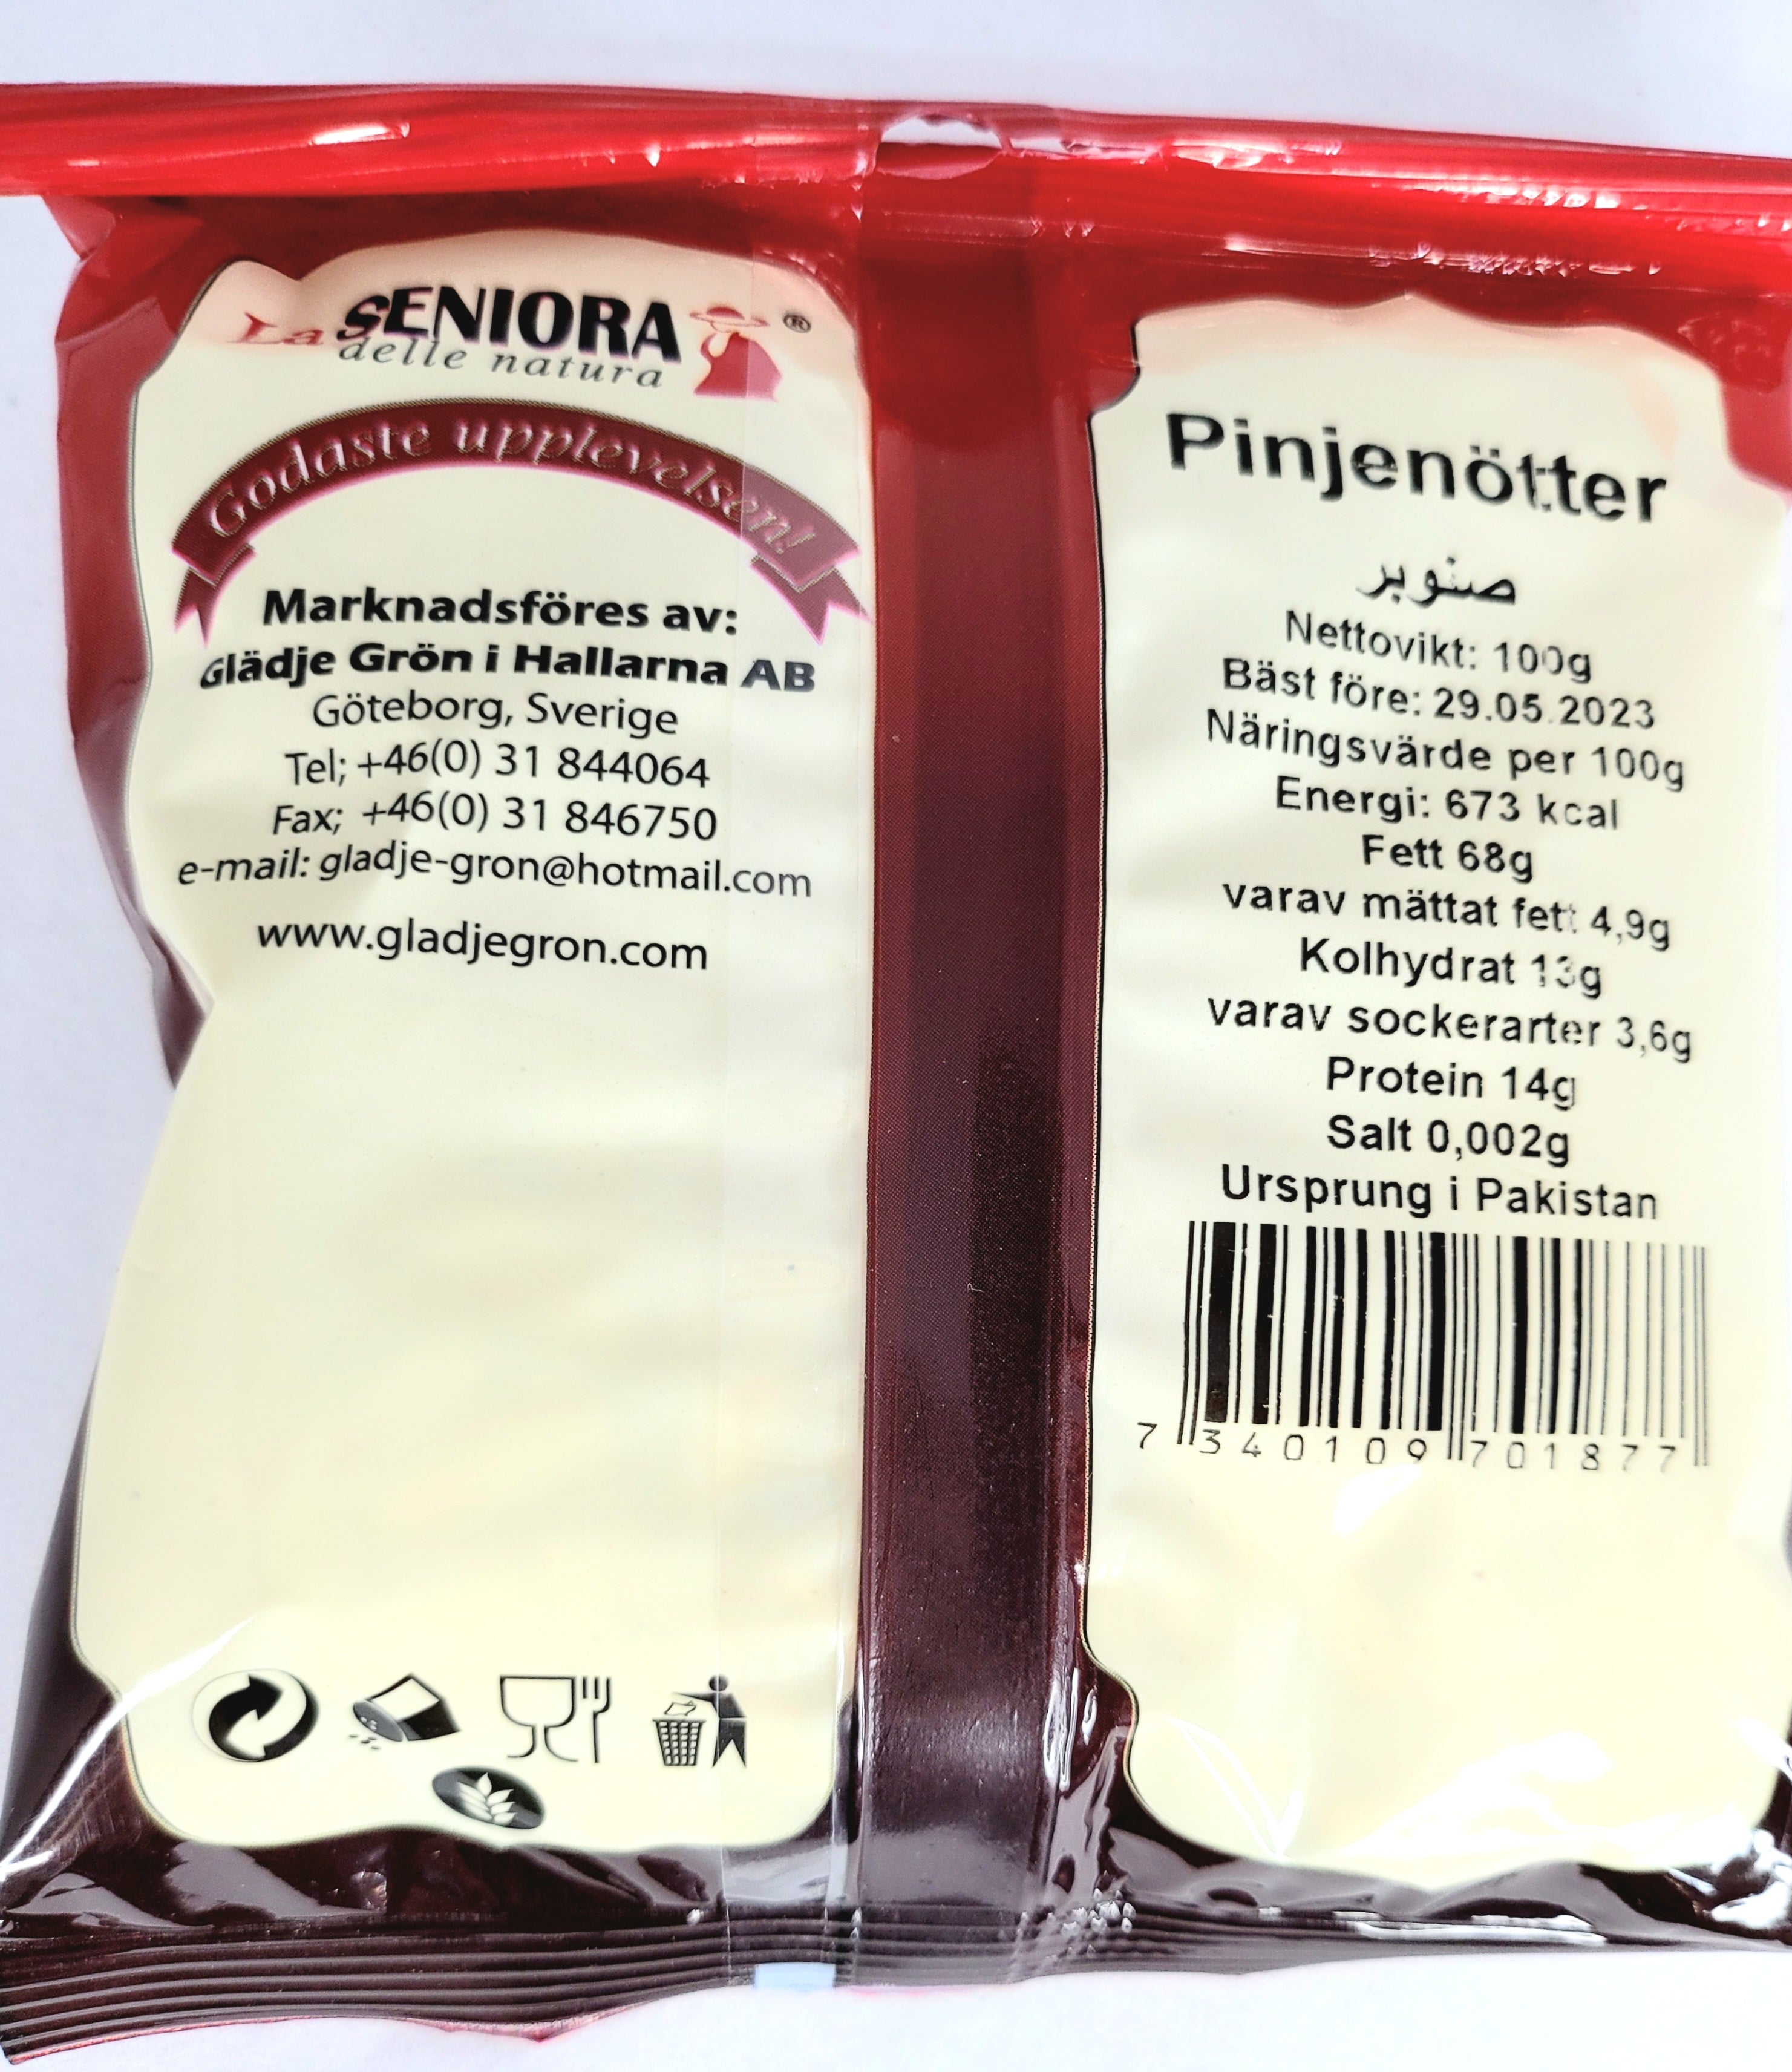 La SENIORA ®
delle natura
Godaste upplevelsen!
Marknadsföres av:
Glädje Grön i Hallarna AB
Göteborg, Sverige
Tel; +46(0) 31 844064
Fax; +46(0) 31 846750
e-mail: gladje-gron@hotmail.com
www.gladjegron.com
Pinjenötter
صنوبر
Nettovikt: 100g
Bäst före: 29.05.2023
Näringsvärde per 100g
Energi: 673 kcal
Fett 68g
varav mättat fett 4,9g
Kolhydrat 13g
varav sockerarter 3,6g
Protein 14g
Salt 0,002g
Ursprung i Pakistan
7 340109 701877